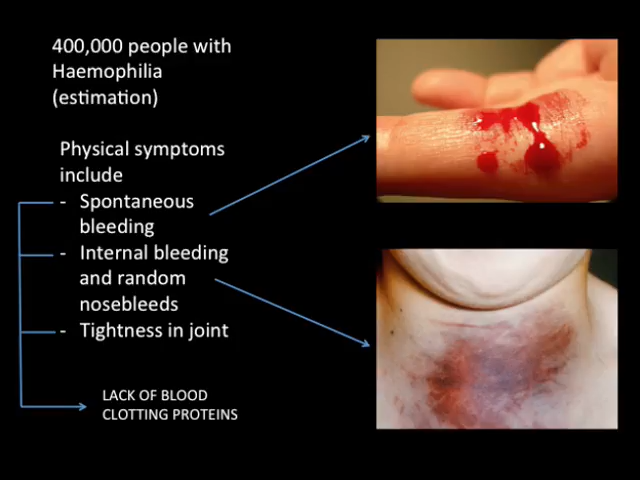 400,000 people with
Haemophilia
(estimation)
Physical symptoms
include
- Spontaneous
bleeding
- Internal bleeding
and random
nosebleeds
- Tightness in joint
LACK OF BLOOD
CLOTTING PROTEINS